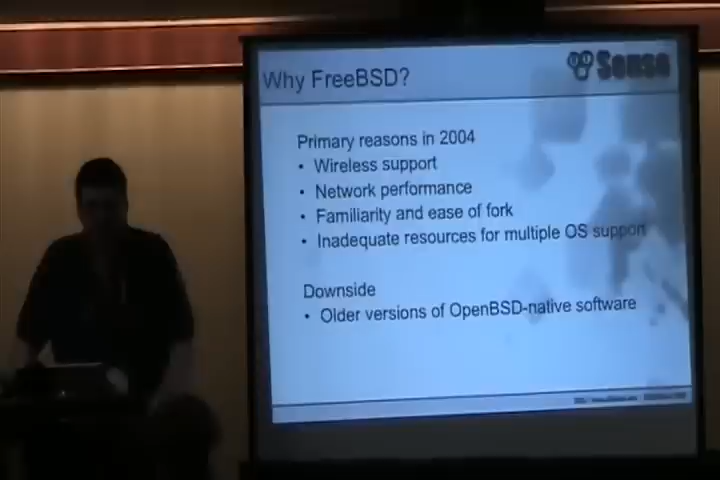 Why FreeBSD?
Sense
Primary reasons in 2004
• Wireless support
• Network performance
• Familiarity and ease of fork
• Inadequate resources for multiple OS support
Downside
• Older versions of OpenBSD-native software